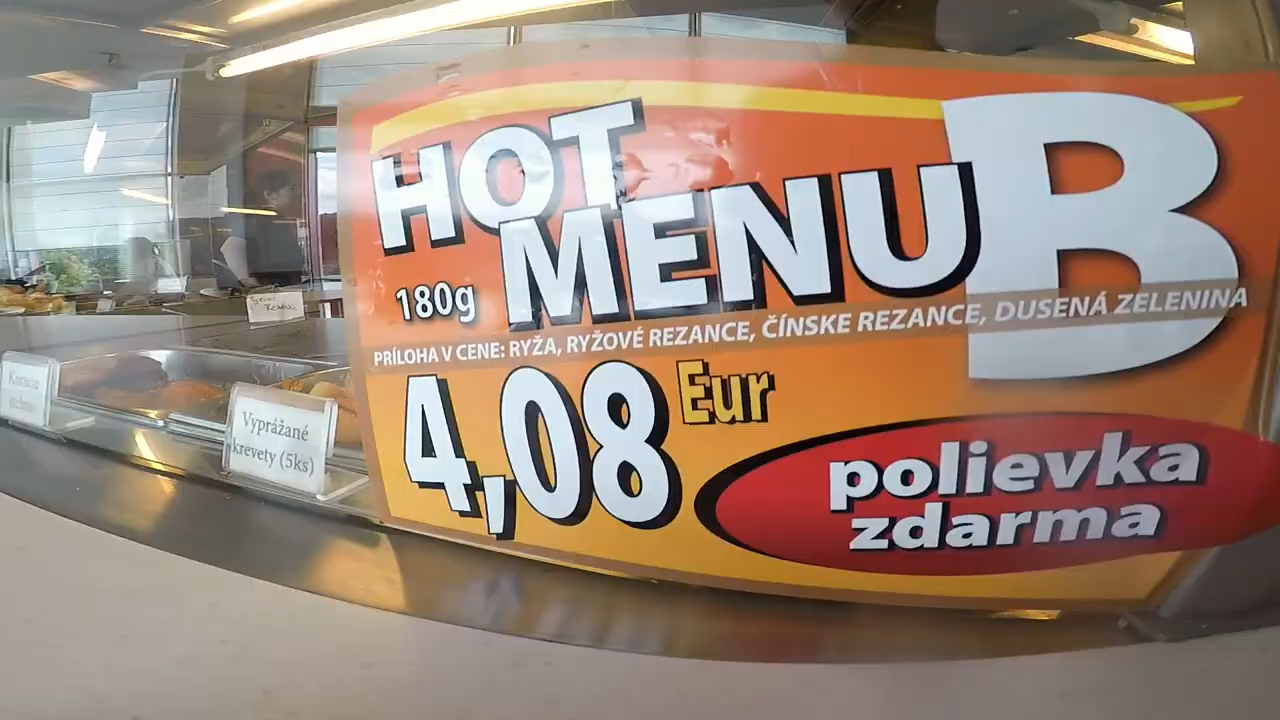 HOT
MENU B
180g
PRÍLOHA V CENE: RYŽA, RYŽOVÉ REZANCE, ČÍNSKE REZANCE, DUSENÁ ZELENINA
4,08 Eur
polievka
zdarma
Vyprážané
krevety (5ks)